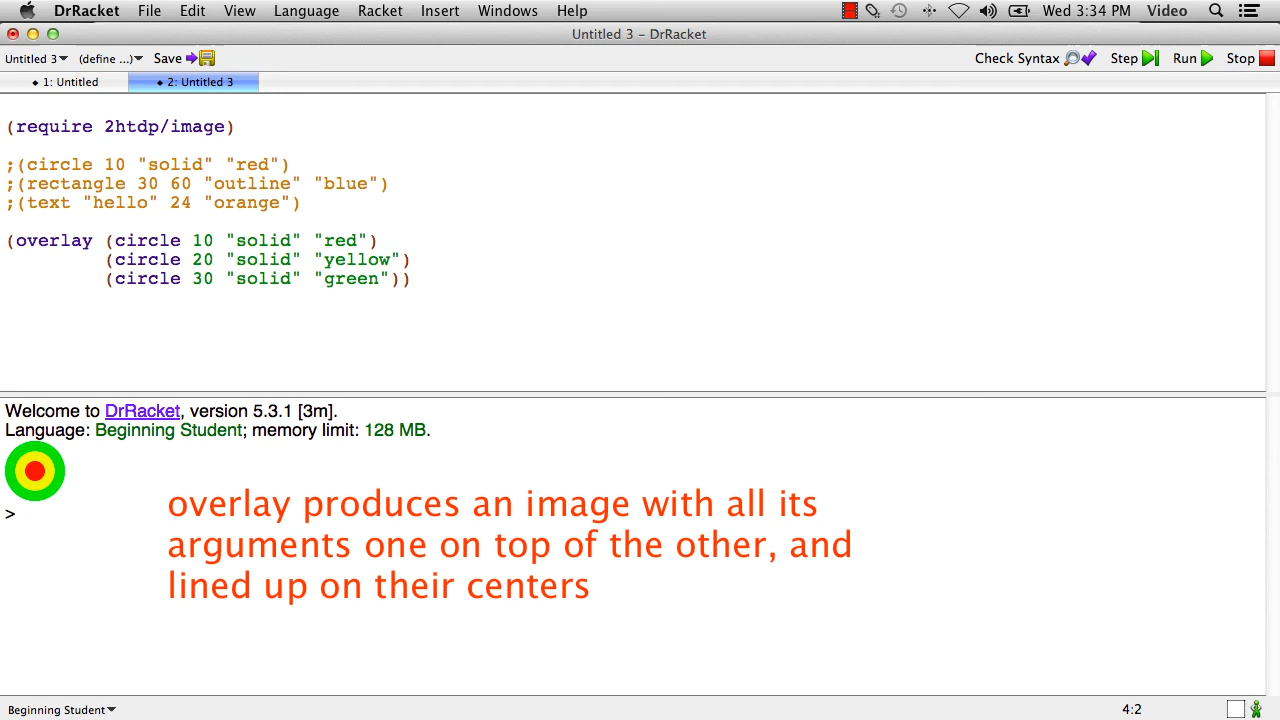 DrRacket File Edit View Language Racket Insert Windows Help Wed 3:34 PM Video
Untitled 3 - DrRacket
Untitled 3 (define ...) Save Check Syntax Step Run Stop
1: Untitled 2: Untitled 3
(require 2htdp/image)
;(circle 10 "solid" "red")
;(rectangle 30 60 "outline" "blue")
;(text "hello" 24 "orange")
(overlay (circle 10 "solid" "red")
(circle 20 "solid" "yellow")
(circle 30 "solid" "green"))
Welcome to DrRacket, version 5.3.1 [3m].
Language: Beginning Student; memory limit: 128 MB.
>
overlay produces an image with all its
arguments one on top of the other, and
lined up on their centers
Beginning Student 4:2